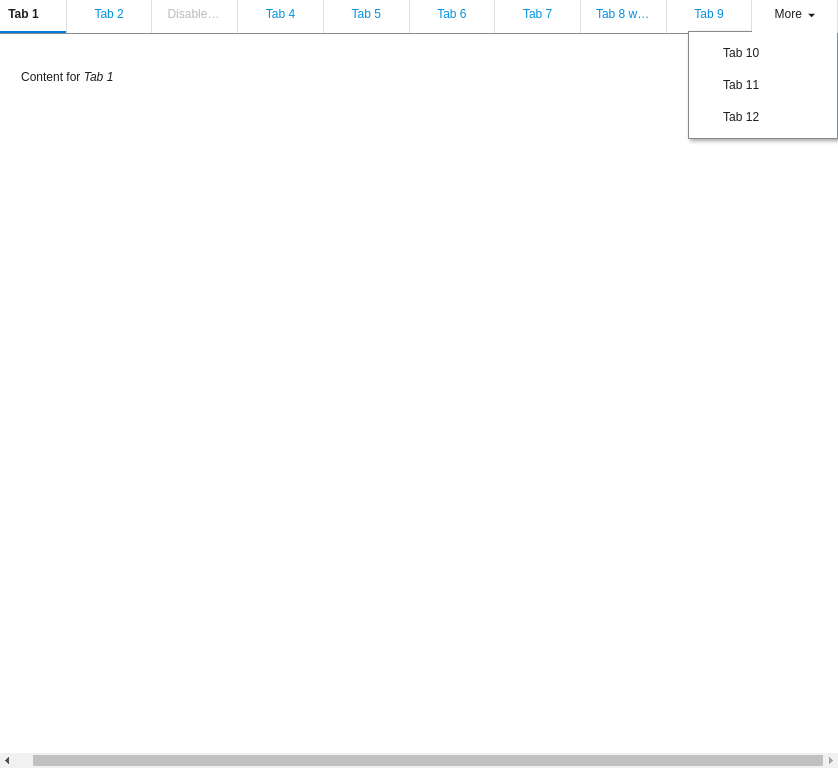 Tab 1 Tab 2 Disable… Tab 4 Tab 5 Tab 6 Tab 7 Tab 8 w… Tab 9 More
Tab 10
Content for Tab 1
Tab 11
Tab 12